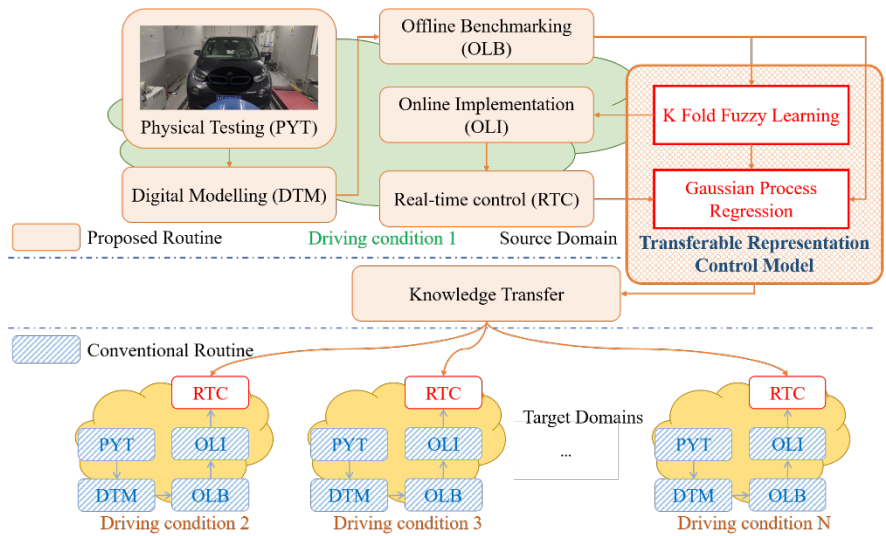 Offline Benchmarking
(OLB)
Physical Testing (PYT)
Online Implementation
(OLI)
K Fold Fuzzy Learning
Digital Modelling (DTM)
Real-time control (RTC)
Gaussian Process
Regression
Proposed Routine
Driving condition 1
Source Domain
Transferable Representation
Control Model
Knowledge Transfer
Conventional Routine
RTC
RTC
RTC
Target Domains
PYT
OLI
PYT
OLI
...
PYT
OLI
DTM
OLB
DTM
OLB
DTM
OLB
Driving condition 2
Driving condition 3
Driving condition N